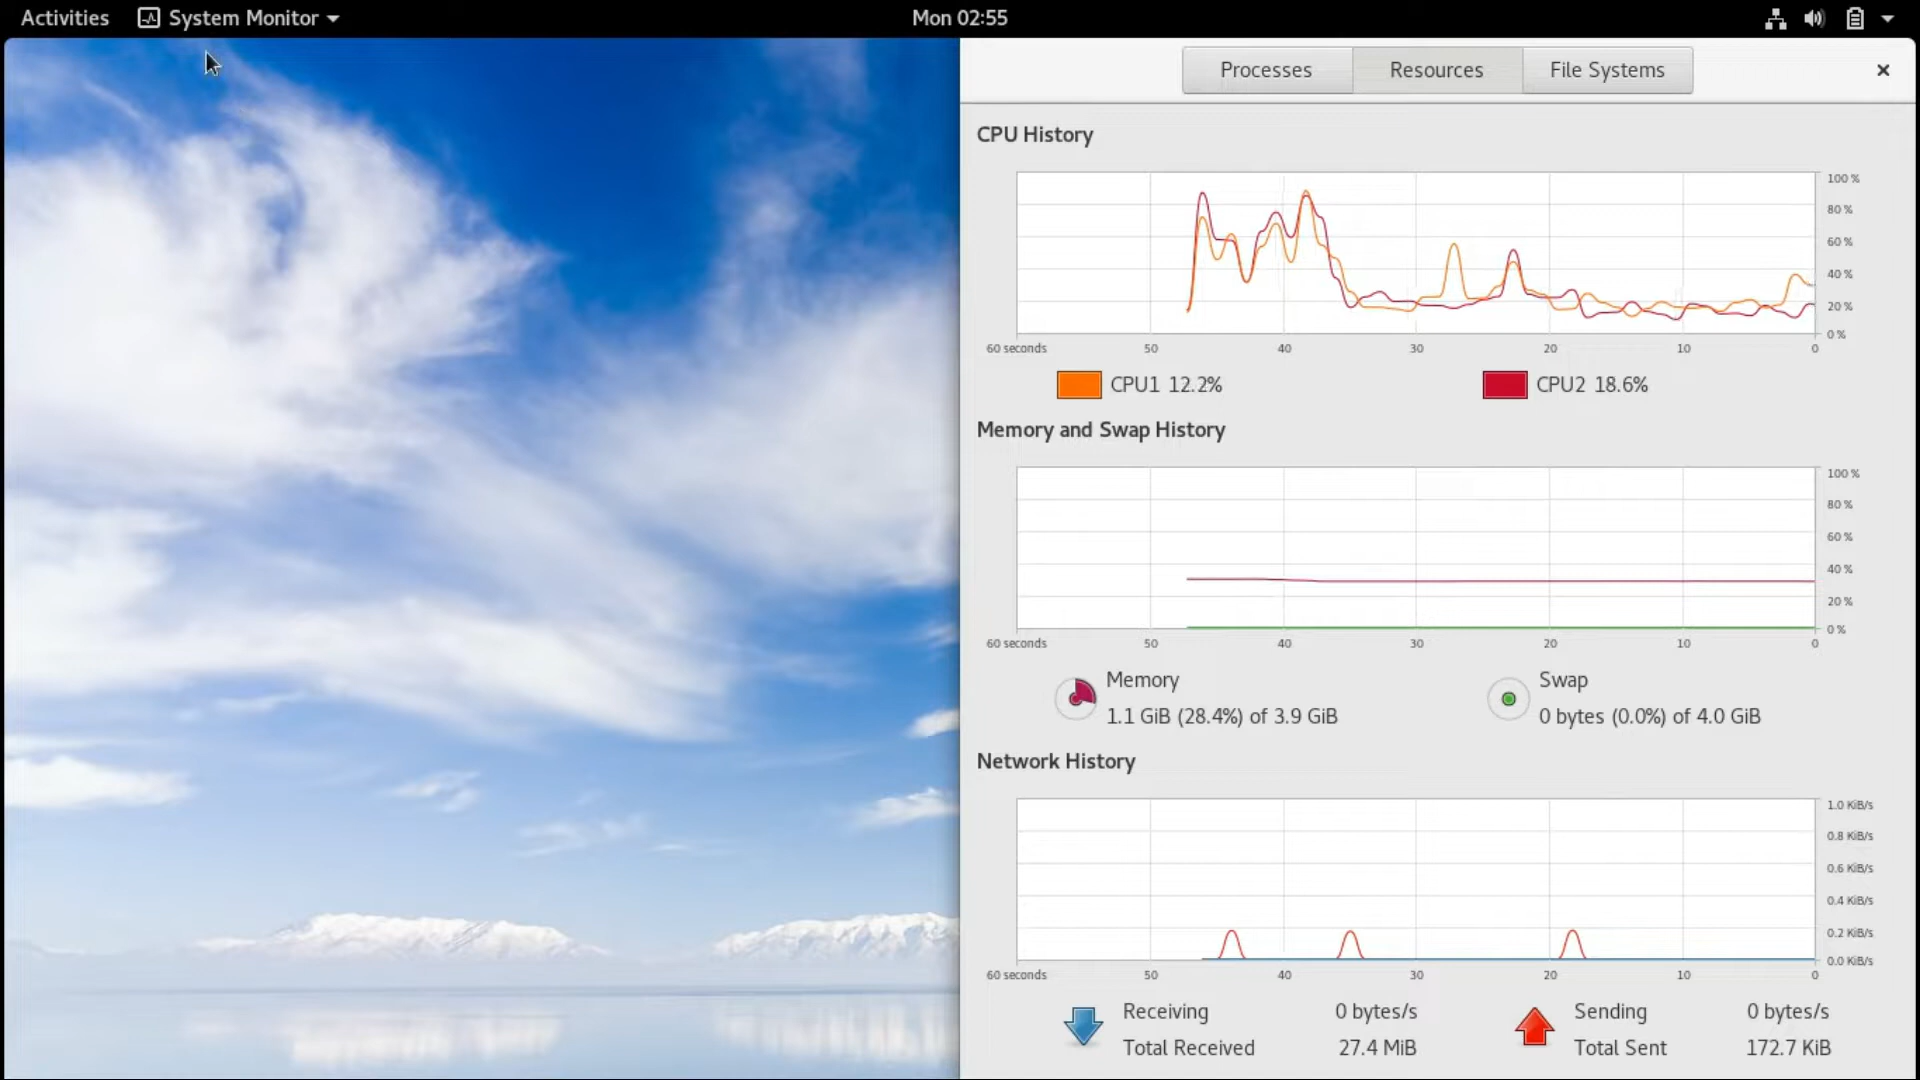 Activities System Monitor Mon 02:55
Processes Resources File Systems
CPU History
100 %
80 %
60 %
40 %
20 %
0 %
60 seconds 50 40 30 20 10 0
CPU1 12.2% CPU2 18.6%
Memory and Swap History
100 %
80 %
60 %
40 %
20 %
0 %
60 seconds 50 40 30 20 10 0
Memory Swap
1.1 GiB (28.4%) of 3.9 GiB 0 bytes (0.0%) of 4.0 GiB
Network History
1.0 KiB/s
0.8 KiB/s
0.6 KiB/s
0.4 KiB/s
0.2 KiB/s
0.0 KiB/s
60 seconds 50 40 30 20 10 0
Receiving 0 bytes/s Sending 0 bytes/s
Total Received 27.4 MiB Total Sent 172.7 KiB